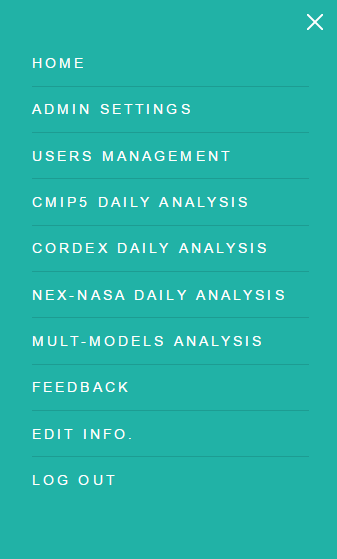 HOME
ADMIN SETTINGS
USERS MANAGEMENT
CMIP5 DAILY ANALYSIS
CORDEX DAILY ANALYSIS
NEX-NASA DAILY ANALYSIS
MULT-MODELS ANALYSIS
FEEDBACK
EDIT INFO.
LOG OUT